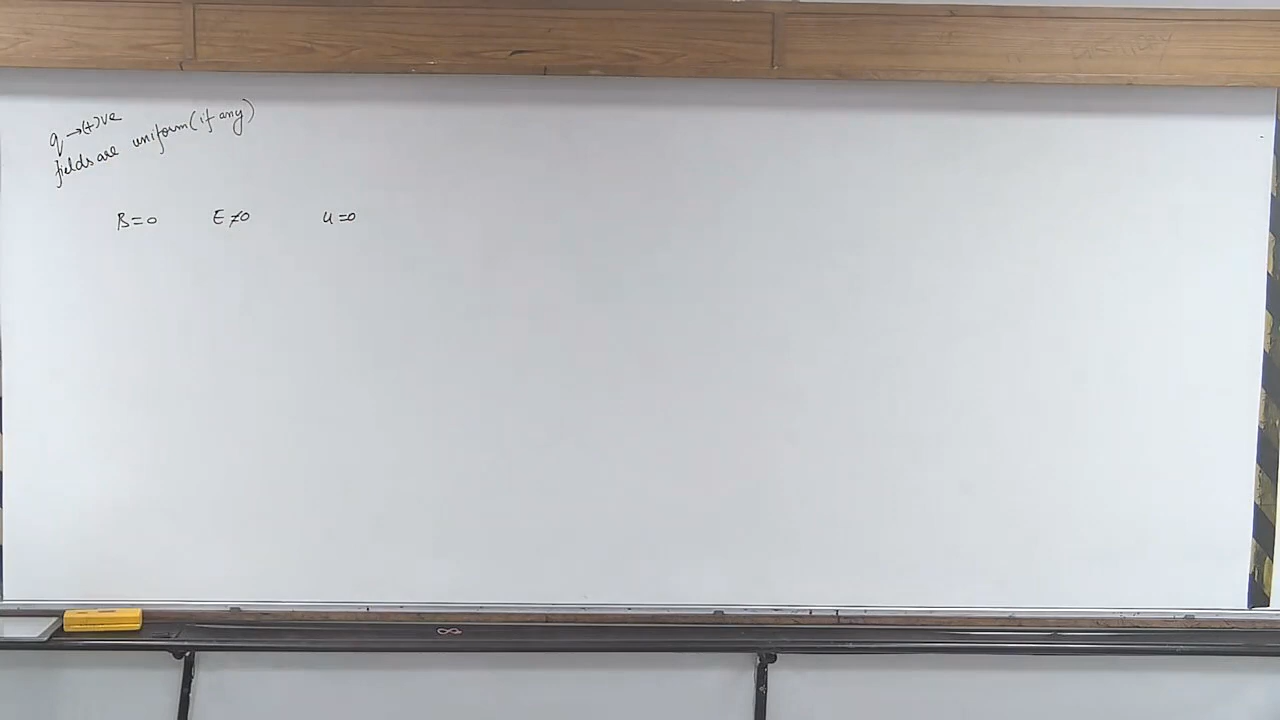 q → (+)ve
fields are uniform (if any)
B = 0 E ≠ 0 u = 0
∞